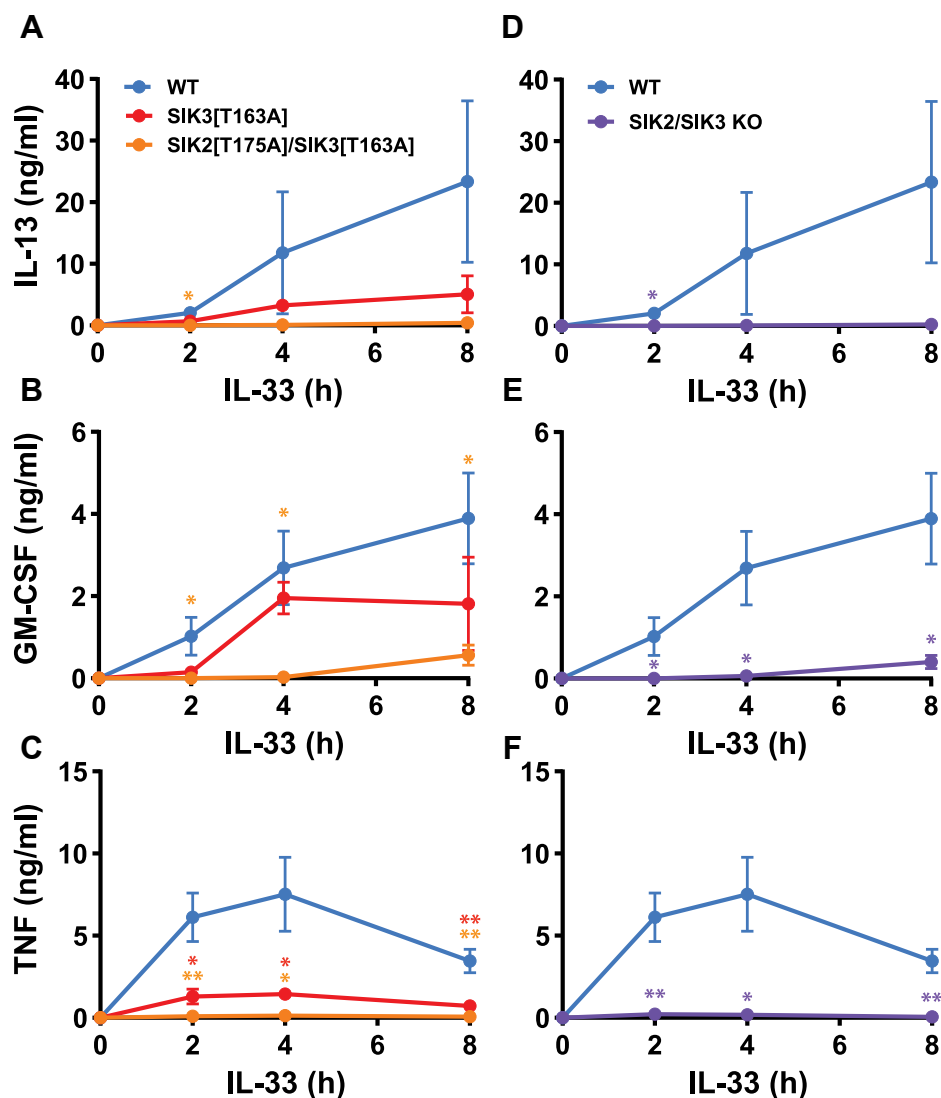 A
IL-13 (ng/ml)
40
30
20
10
0
WT
SIK3[T163A]
SIK2[T175A]/SIK3[T163A]
*
0 2 4 6 8
IL-33 (h)
D
40
30
20
10
0
WT
SIK2/SIK3 KO
*
0 2 4 6 8
IL-33 (h)
B
GM-CSF (ng/ml)
6
4
2
0
* * *
0 2 4 6 8
IL-33 (h)
E
6
4
2
0
* * *
0 2 4 6 8
IL-33 (h)
C
TNF (ng/ml)
15
10
5
0
* * **
** * **
0 2 4 6 8
IL-33 (h)
F
15
10
5
0
** * **
0 2 4 6 8
IL-33 (h)